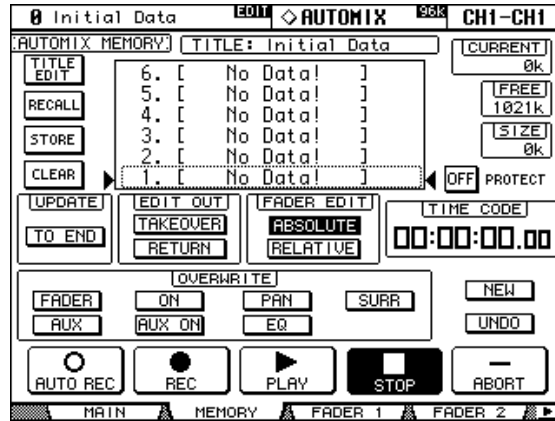 0 Initial Data EDIT ◇AUTOMIX 96K CH1-CH1
AUTOMIX MEMORY TITLE: Initial Data CURRENT
0k
TITLE EDIT
RECALL
STORE
CLEAR
6. [ No Data! ]
5. [ No Data! ]
4. [ No Data! ]
3. [ No Data! ]
2. [ No Data! ]
1. [ No Data! ]
FREE
1021k
SIZE
0k
OFF PROTECT
UPDATE
TO END
EDIT OUT
TAKEOVER
RETURN
FADER EDIT
ABSOLUTE
RELATIVE
TIME CODE
00:00:00.00
OVERWRITE
FADER ON PAN SURR
AUX AUX ON EQ
NEW
UNDO
AUTO REC REC PLAY STOP ABORT
MAIN MEMORY FADER 1 FADER 2